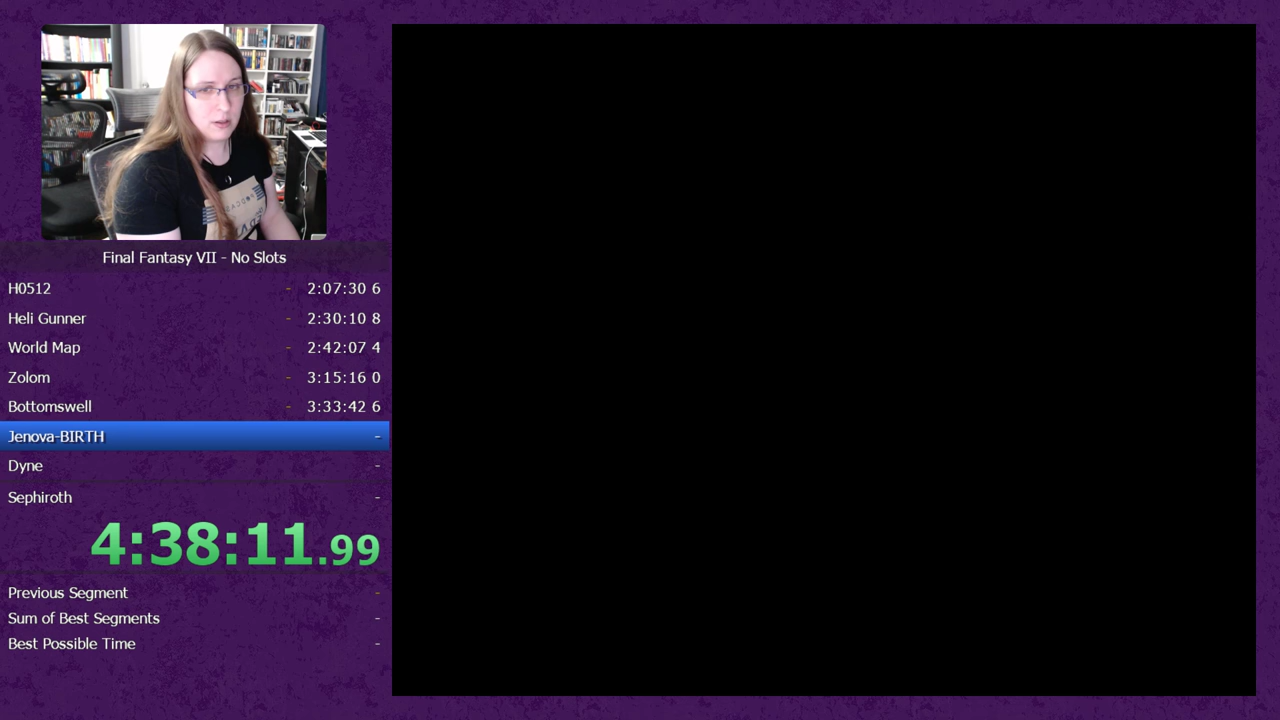 Final Fantasy VII - No Slots
H0512 - 2:07:30 6
Heli Gunner - 2:30:10 8
World Map - 2:42:07 4
Zolom - 3:15:16 0
Bottomswell - 3:33:42 6
Jenova-BIRTH -
Dyne -
Sephiroth -
4:38:11.99
Previous Segment -
Sum of Best Segments -
Best Possible Time -